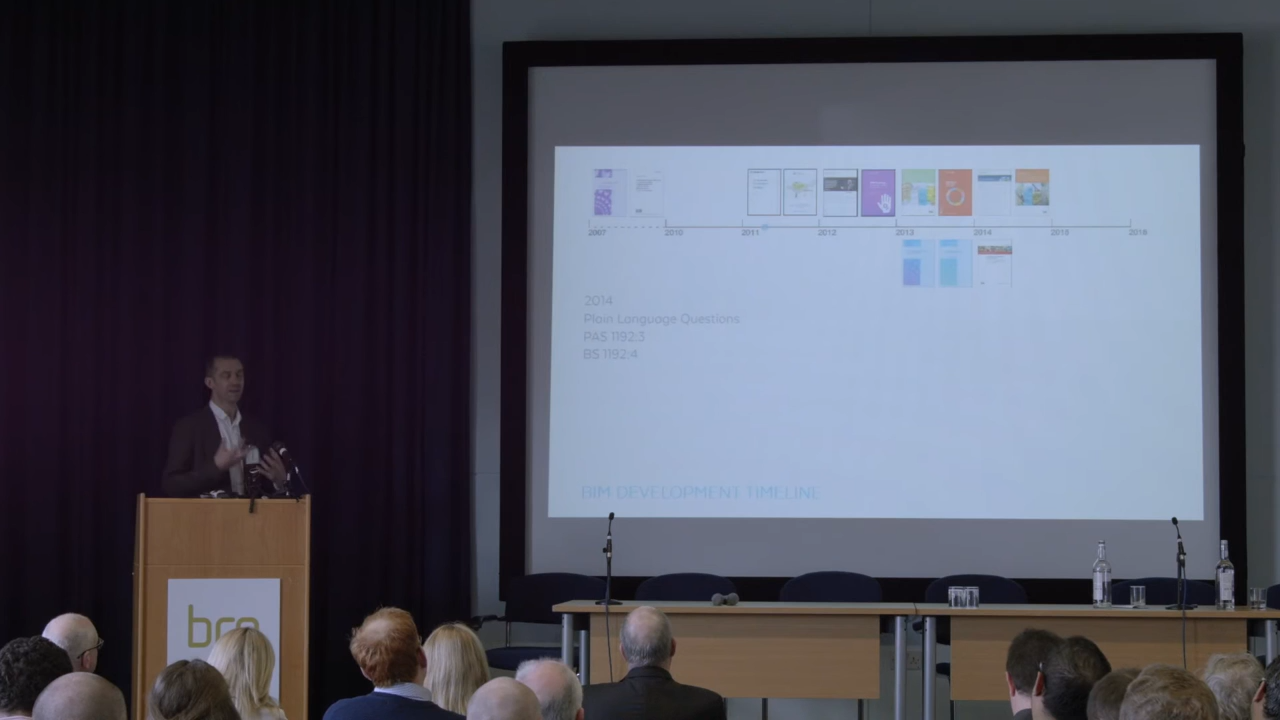 2007 2010 2011 2012 2013 2014 2015 2016
2014
Plain Language Questions
PAS 1192:3
BS 1192:4
BIM DEVELOPMENT TIMELINE
bre